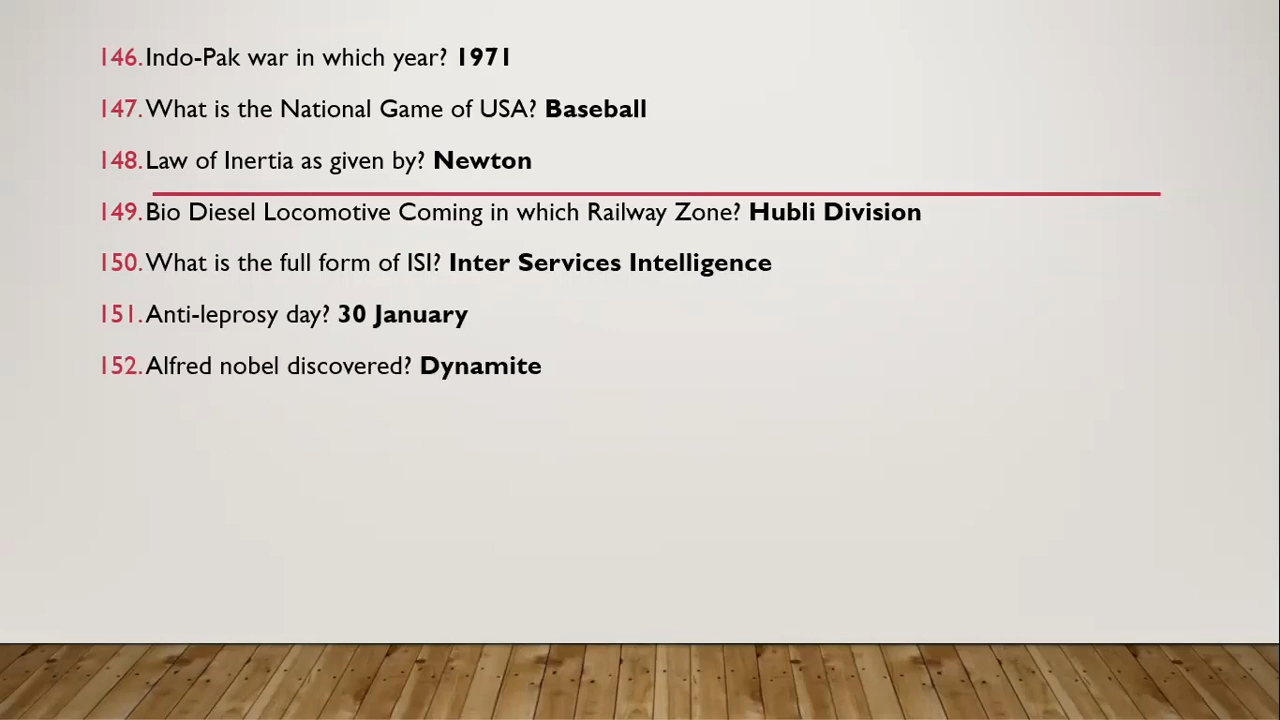 146. Indo-Pak war in which year? 1971
147. What is the National Game of USA? Baseball
148. Law of Inertia as given by? Newton
149. Bio Diesel Locomotive Coming in which Railway Zone? Hubli Division
150. What is the full form of ISI? Inter Services Intelligence
151. Anti-leprosy day? 30 January
152. Alfred nobel discovered? Dynamite